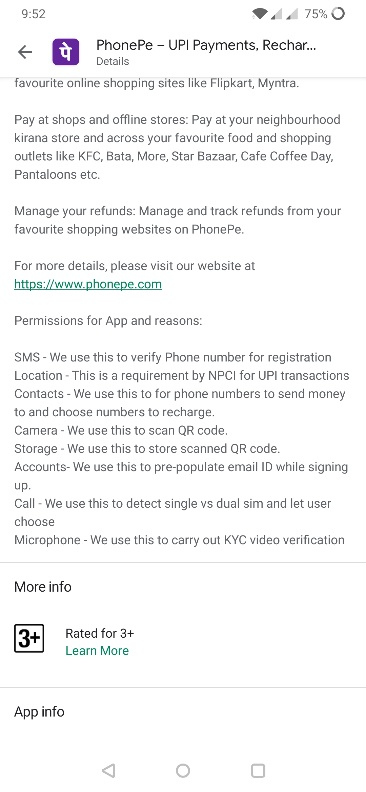 9:52
75%
पे
PhonePe – UPI Payments, Rechar...
Details
favourite online shopping sites like Flipkart, Myntra.
Pay at shops and offline stores: Pay at your neighbourhood
kirana store and across your favourite food and shopping
outlets like KFC, Bata, More, Star Bazaar, Cafe Coffee Day,
Pantaloons etc.
Manage your refunds: Manage and track refunds from your
favourite shopping websites on PhonePe.
For more details, please visit our website at
https://www.phonepe.com
Permissions for App and reasons:
SMS - We use this to verify Phone number for registration
Location - This is a requirement by NPCI for UPI transactions
Contacts - We use this to for phone numbers to send money
to and choose numbers to recharge.
Camera - We use this to scan QR code.
Storage - We use this to store scanned QR code.
Accounts- We use this to pre-populate email ID while signing
up.
Call - We use this to detect single vs dual sim and let user
choose
Microphone - We use this to carry out KYC video verification
More info
3+
Rated for 3+
Learn More
App info